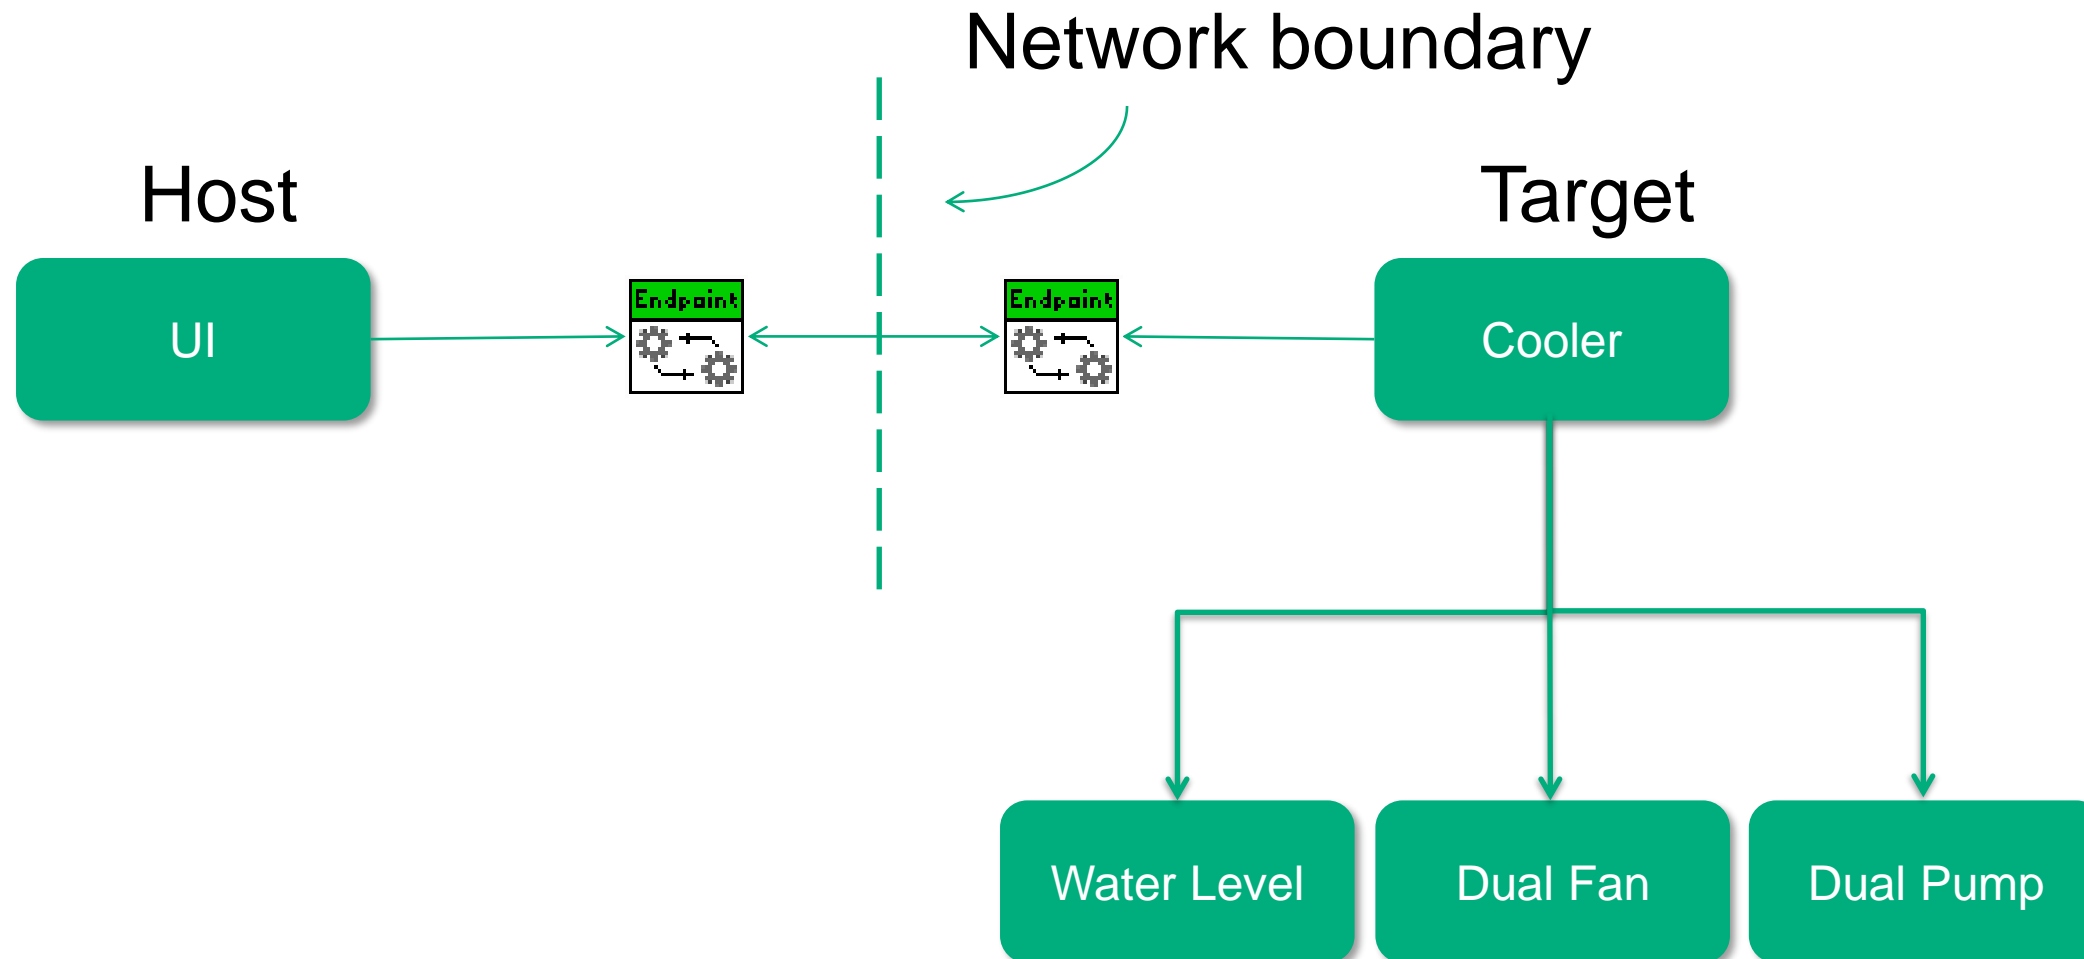 Network boundary
Host
Target
UI
Endpoint
Endpoint
Cooler
Water Level
Dual Fan
Dual Pump